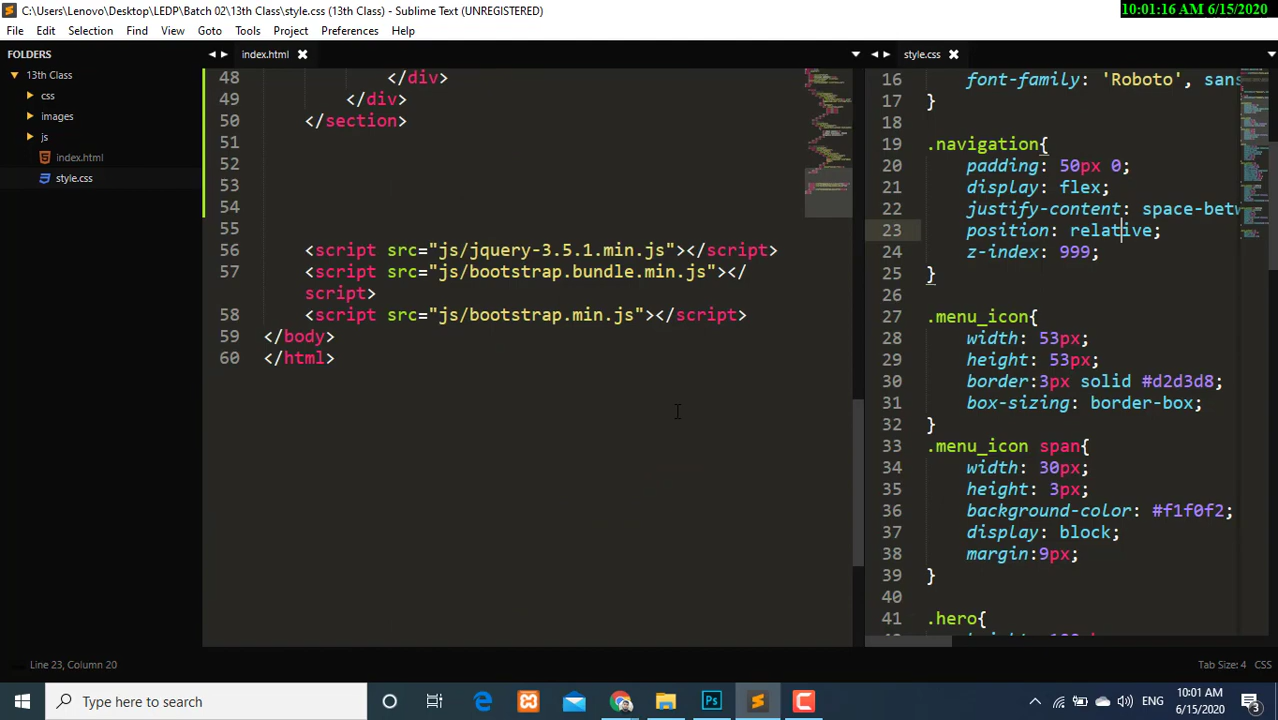 C:\Users\Lenovo\Desktop\LEDP\Batch 02\13th Class\style.css (13th Class) - Sublime Text (UNREGISTERED)
10:01:16 AM 6/15/2020
File Edit Selection Find View Goto Tools Project Preferences Help
FOLDERS
13th Class
css
images
js
index.html
style.css
index.html
48 </div>
49 </div>
50 </section>
51
52
53
54
55
56 <script src="js/jquery-3.5.1.min.js"></script>
57 <script src="js/bootstrap.bundle.min.js"></
script>
58 <script src="js/bootstrap.min.js"></script>
59 </body>
60 </html>
style.css
16 font-family: 'Roboto', sans
17 }
18
19 .navigation{
20 padding: 50px 0;
21 display: flex;
22 justify-content: space-betw
23 position: relative;
24 z-index: 999;
25 }
26
27 .menu_icon{
28 width: 53px;
29 height: 53px;
30 border:3px solid #d2d3d8;
31 box-sizing: border-box;
32 }
33 .menu_icon span{
34 width: 30px;
35 height: 3px;
36 background-color: #f1f0f2;
37 display: block;
38 margin:9px;
39 }
40
41 .hero{
Line 23, Column 20
Tab Size: 4 CSS
Type here to search
Ps
ENG
10:01 AM
6/15/2020
3